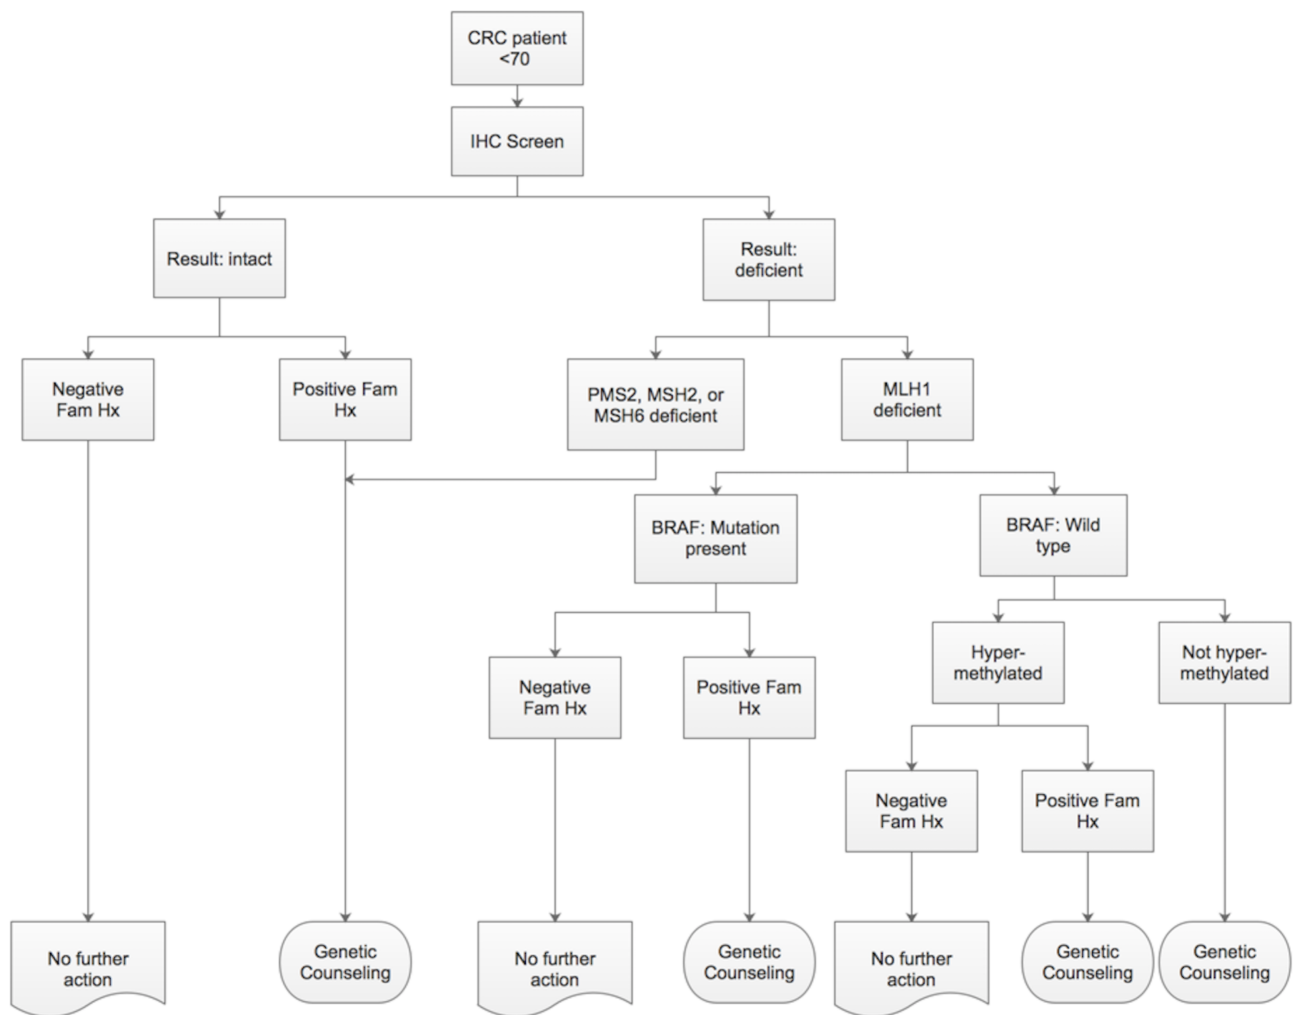 CRC patient
<70
IHC Screen
Result: intact
Result:
deficient
Negative
Fam Hx
Positive Fam
Hx
PMS2, MSH2, or
MSH6 deficient
MLH1
deficient
BRAF: Mutation
present
BRAF: Wild
type
Hyper-
methylated
Not hyper-
methylated
Negative
Fam Hx
Positive Fam
Hx
Negative
Fam Hx
Positive Fam
Hx
No further
action
Genetic
Counseling
No further
action
Genetic
Counseling
No further
action
Genetic
Counseling
Genetic
Counseling